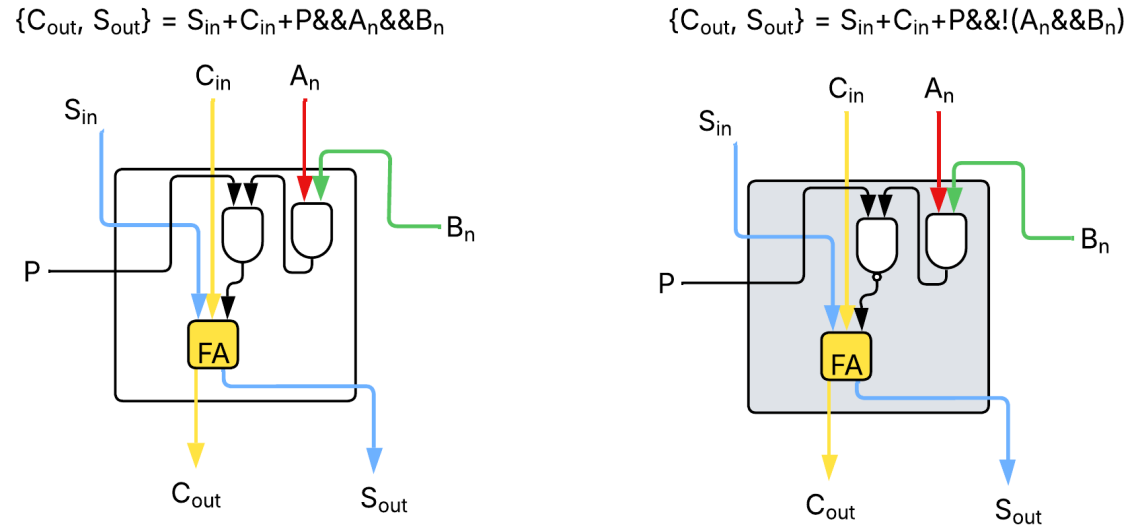 {Cout, Sout} = Sin+Cin+P&&An&&Bn
Cin
An
Sin
Bn
P
FA
Cout
Sout
{Cout, Sout} = Sin+Cin+P&&!(An&&Bn)
Cin
An
Sin
Bn
P
FA
Cout
Sout